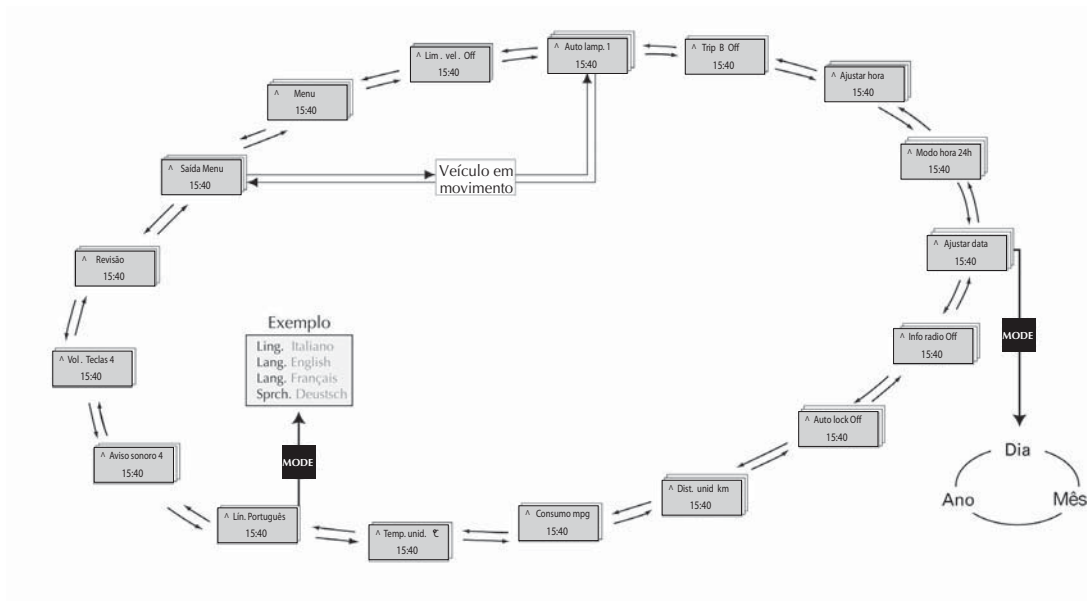 ^ Auto lamp. 1
15:40
^ Trip B Off
15:40
^ Ajustar hora
15:40
^ Modo hora 24h
15:40
^ Ajustar data
15:40
MODE
Dia
Ano
Mês
^ Info radio Off
15:40
^ Auto lock Off
15:40
^ Dist. unid km
15:40
^ Consumo mpg
15:40
^ Temp. unid. ℃
15:40
^ Lín. Português
15:40
MODE
Exemplo
Ling. Italiano
Lang. English
Lang. Français
Sprch. Deustsch
^ Aviso sonoro 4
15:40
^ Vol. Teclas 4
15:40
^ Revisão
15:40
^ Saída Menu
15:40
Veículo em
movimento
^ Menu
15:40
^ Lim. vel. Off
15:40